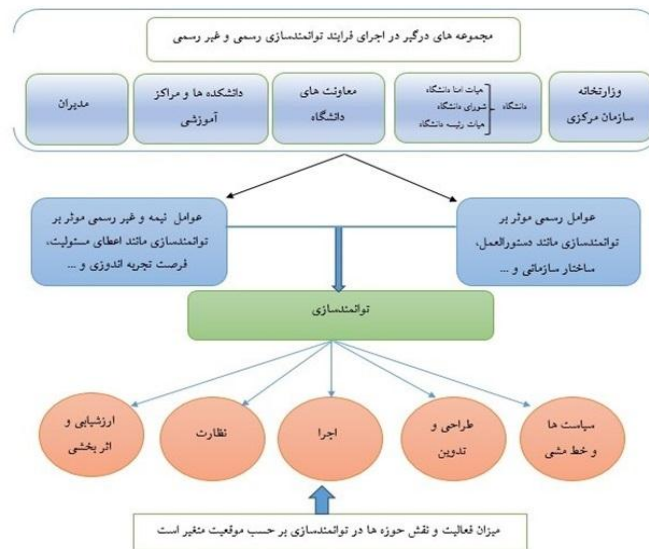 مجموعه های درگیر در اجرای فرایند توانمندسازی رسمی و غیر رسمی
وزارتخانه
سازمان مرکزی
دانشگاه
هیات امنا دانشگاه
شورای دانشگاه
هیات رئیسه دانشگاه
معاونت های
دانشگاه
دانشکده ها و مراکز
آموزشی
مدیران
عوامل رسمی موثر بر
توانمندسازی مانند دستورالعمل،
ساختار سازمانی و ...
عوامل نیمه و غیر رسمی موثر بر
توانمندسازی مانند اعطای مسئولیت،
فرصت تجربه اندوزی و ...
توانمندسازی
سیاست ها
و خط مشی
طراحی و
تدوین
اجرا
نظارت
ارزشیابی و
اثر بخشی
میزان فعالیت و نقش حوزه ها در توانمندسازی بر حسب موقعیت متغیر است